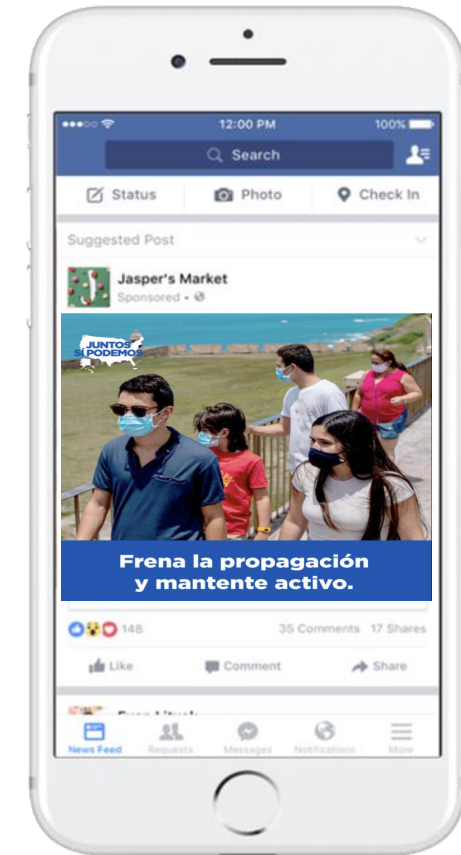 12:00 PM
100%
Search
Status
Photo
Check In
Suggested Post
J
Jasper's Market
Sponsored •
JUNTOS
SÍ PODEMOS
Frena la propagación
y mantente activo.
148
35 Comments 17 Shares
Like
Comment
Share
News Feed
Requests
Messages
Notifications
More